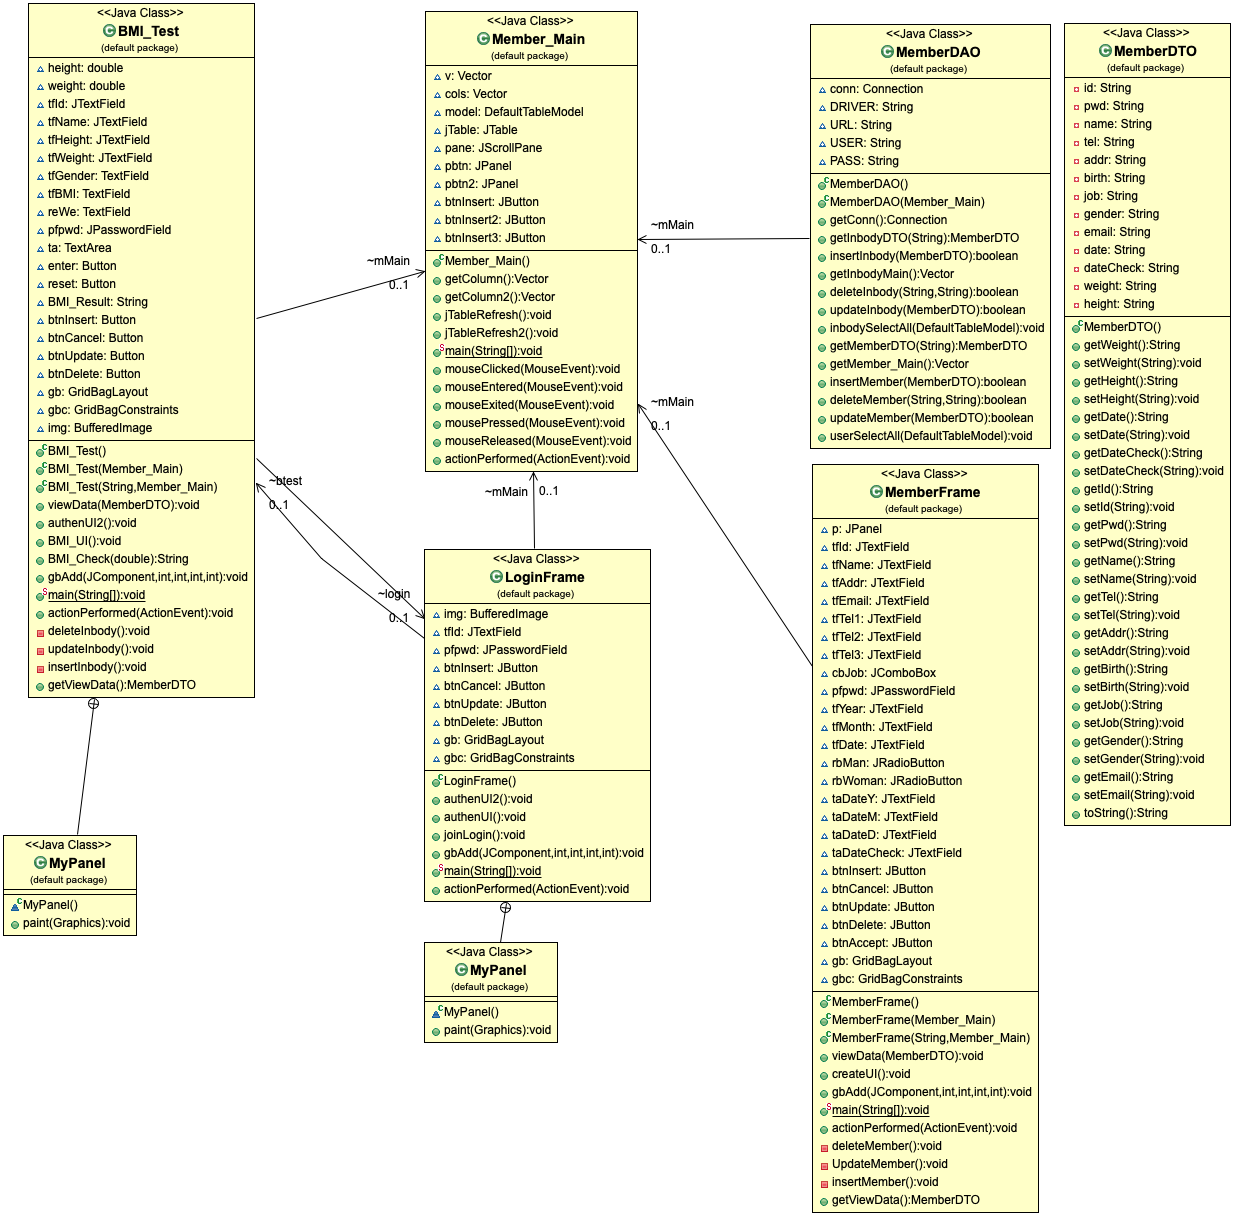 <<Java Class>>
BMI_Test
(default package)
height: double
weight: double
tfId: JTextField
tfName: JTextField
tfHeight: JTextField
tfWeight: JTextField
tfGender: TextField
tfBMI: TextField
reWe: TextField
pfpwd: JPasswordField
ta: TextArea
enter: Button
reset: Button
BMI_Result: String
btnInsert: Button
btnCancel: Button
btnUpdate: Button
btnDelete: Button
gb: GridBagLayout
gbc: GridBagConstraints
img: BufferedImage
BMI_Test()
BMI_Test(Member_Main)
BMI_Test(String,Member_Main)
viewData(MemberDTO):void
authenUI2():void
BMI_UI():void
BMI_Check(double):String
gbAdd(JComponent,int,int,int,int):void
main(String[]):void
actionPerformed(ActionEvent):void
deleteInbody():void
updateInbody():void
insertInbody():void
getViewData():MemberDTO
<<Java Class>>
MyPanel
(default package)
MyPanel()
paint(Graphics):void
~mMain
0..1
~btest
0..1
~login
0..1
<<Java Class>>
Member_Main
(default package)
v: Vector
cols: Vector
model: DefaultTableModel
jTable: JTable
pane: JScrollPane
pbtn: JPanel
pbtn2: JPanel
btnInsert: JButton
btnInsert2: JButton
btnInsert3: JButton
Member_Main()
getColumn():Vector
getColumn2():Vector
jTableRefresh():void
jTableRefresh2():void
main(String[]):void
mouseClicked(MouseEvent):void
mouseEntered(MouseEvent):void
mouseExited(MouseEvent):void
mousePressed(MouseEvent):void
mouseReleased(MouseEvent):void
actionPerformed(ActionEvent):void
~mMain
0..1
<<Java Class>>
LoginFrame
(default package)
img: BufferedImage
tfId: JTextField
pfpwd: JPasswordField
btnInsert: JButton
btnCancel: JButton
btnUpdate: JButton
btnDelete: JButton
gb: GridBagLayout
gbc: GridBagConstraints
LoginFrame()
authenUI2():void
authenUI():void
joinLogin():void
gbAdd(JComponent,int,int,int,int):void
main(String[]):void
actionPerformed(ActionEvent):void
<<Java Class>>
MyPanel
(default package)
MyPanel()
paint(Graphics):void
~mMain
0..1
~mMain
0..1
<<Java Class>>
MemberDAO
(default package)
conn: Connection
DRIVER: String
URL: String
USER: String
PASS: String
MemberDAO()
MemberDAO(Member_Main)
getConn():Connection
getInbodyDTO(String):MemberDTO
insertInbody(MemberDTO):boolean
getInbodyMain():Vector
deleteInbody(String,String):boolean
updateInbody(MemberDTO):boolean
inbodySelectAll(DefaultTableModel):void
getMemberDTO(String):MemberDTO
getMember_Main():Vector
insertMember(MemberDTO):boolean
deleteMember(String,String):boolean
updateMember(MemberDTO):boolean
userSelectAll(DefaultTableModel):void
<<Java Class>>
MemberFrame
(default package)
p: JPanel
tfId: JTextField
tfName: JTextField
tfAddr: JTextField
tfEmail: JTextField
tfTel1: JTextField
tfTel2: JTextField
tfTel3: JTextField
cbJob: JComboBox
pfpwd: JPasswordField
tfYear: JTextField
tfMonth: JTextField
tfDate: JTextField
rbMan: JRadioButton
rbWoman: JRadioButton
taDateY: JTextField
taDateM: JTextField
taDateD: JTextField
taDateCheck: JTextField
btnInsert: JButton
btnCancel: JButton
btnUpdate: JButton
btnDelete: JButton
btnAccept: JButton
gb: GridBagLayout
gbc: GridBagConstraints
MemberFrame()
MemberFrame(Member_Main)
MemberFrame(String,Member_Main)
viewData(MemberDTO):void
createUI():void
gbAdd(JComponent,int,int,int,int):void
main(String[]):void
actionPerformed(ActionEvent):void
deleteMember():void
UpdateMember():void
insertMember():void
getViewData():MemberDTO
<<Java Class>>
MemberDTO
(default package)
id: String
pwd: String
name: String
tel: String
addr: String
birth: String
job: String
gender: String
email: String
date: String
dateCheck: String
weight: String
height: String
MemberDTO()
getWeight():String
setWeight(String):void
getHeight():String
setHeight(String):void
getDate():String
setDate(String):void
getDateCheck():String
setDateCheck(String):void
getId():String
setId(String):void
getPwd():String
setPwd(String):void
getName():String
setName(String):void
getTel():String
setTel(String):void
getAddr():String
setAddr(String):void
getBirth():String
setBirth(String):void
getJob():String
setJob(String):void
getGender():String
setGender(String):void
getEmail():String
setEmail(String):void
toString():String